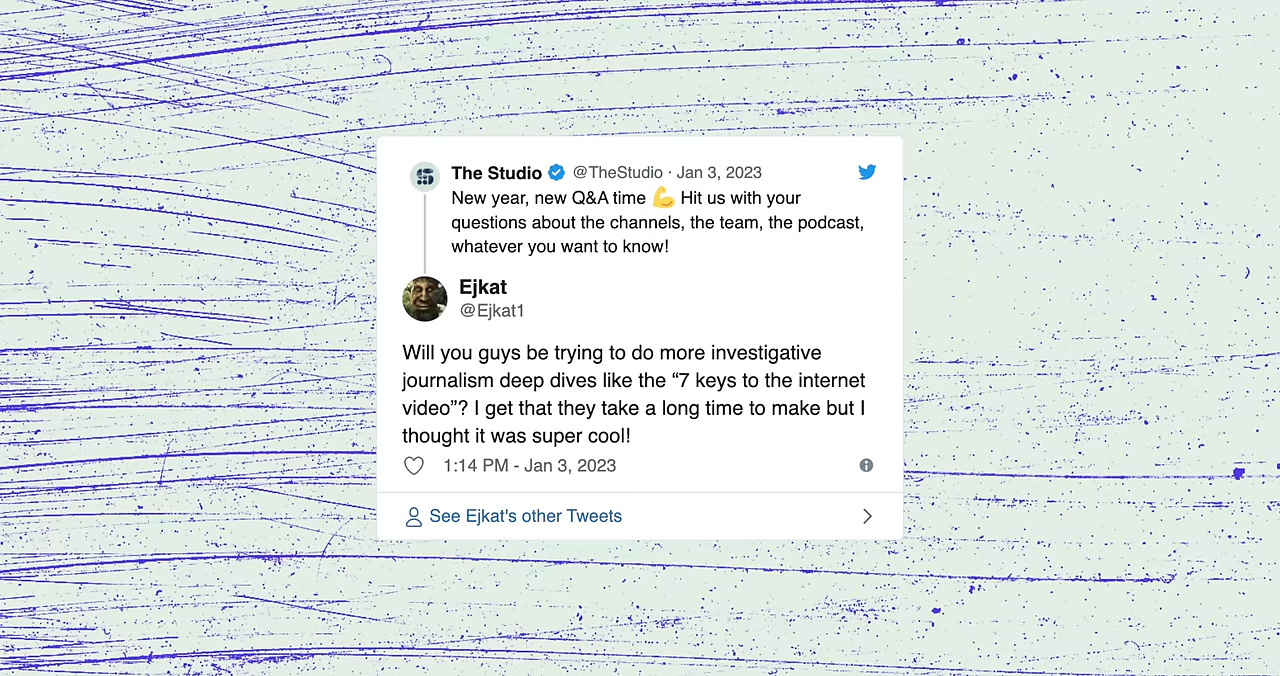 The Studio @TheStudio · Jan 3, 2023
New year, new Q&A time 💪 Hit us with your
questions about the channels, the team, the podcast,
whatever you want to know!
Ejkat
@Ejkat1
Will you guys be trying to do more investigative
journalism deep dives like the “7 keys to the internet
video”? I get that they take a long time to make but I
thought it was super cool!
1:14 PM - Jan 3, 2023
See Ejkat's other Tweets